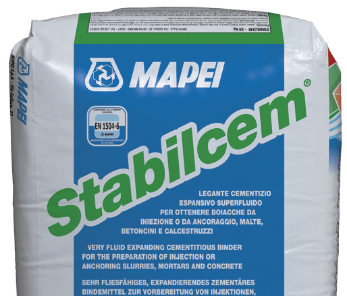 MAPEI
EN 1504-6
Stabilcem®
LEGANTE CEMENTIZIO
ESPANSIVO SUPERFLUIDO
PER OTTENERE BOIACCHE DA
INIEZIONE O DA ANCORAGGIO, MALTE,
BETONCINI E CALCESTRUZZI
VERY FLUID EXPANDING CEMENTITIOUS BINDER
FOR THE PREPARATION OF INJECTION OR
ANCHORING SLURRIES, MORTARS AND CONCRETE
SEHR FLIESFÄHIGES, EXPANDIERENDES ZEMENTÄRES
BINDEMITTEL ZUR VORBEREITUNG VON INJEKTIONEN,